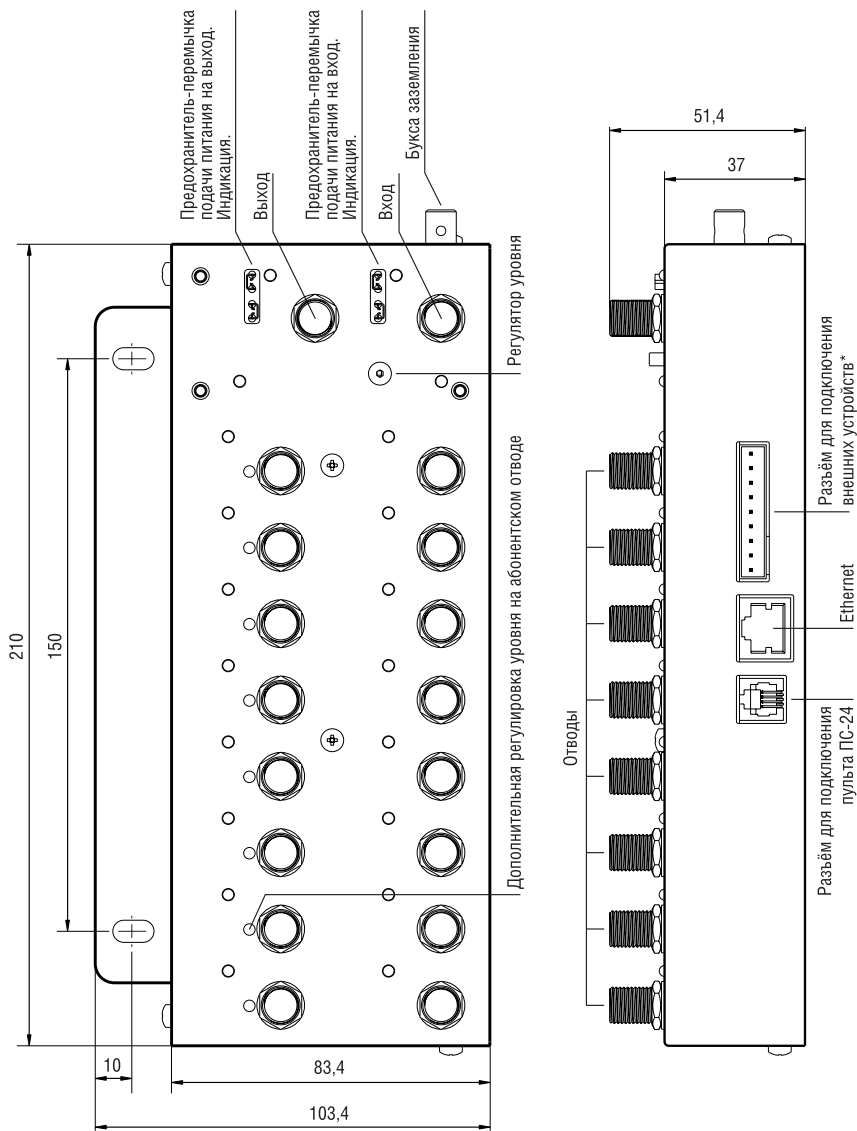 Предохранитель-перемычка
подачи питания на выход.
Индикация.
Выход
Предохранитель-перемычка
подачи питания на вход.
Индикация.
Вход
Букса заземления
Регулятор уровня
Дополнительная регулировка уровня на абонентском отводе
210
150
10
83,4
103,4
51,4
37
Отводы
Разъём для подключения
внешних устройств*
Ethernet
Разъём для подключения
пульта ПС-24